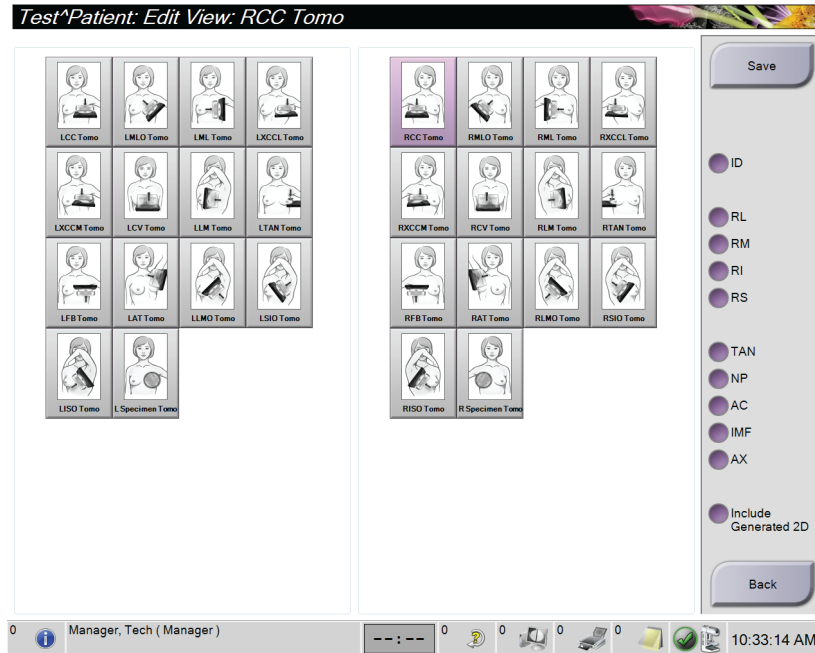 Test^Patient: Edit View: RCC Tomo
LCC Tomo LMLO Tomo LML Tomo LXCCL Tomo
LXCCM Tomo LCV Tomo LLM Tomo LTAN Tomo
LFB Tomo LAT Tomo LLMO Tomo LSIO Tomo
LISO Tomo L Specimen Tomo
RCC Tomo RMLO Tomo RML Tomo RXCCL Tomo
RXCCM Tomo RCV Tomo RLM Tomo RTAN Tomo
RFB Tomo RAT Tomo RLMO Tomo RSIO Tomo
RISO Tomo R Specimen Tomo
Save
ID
RL
RM
RI
RS
TAN
NP
AC
IMF
AX
Include
Generated 2D
Back
0 Manager, Tech ( Manager ) --:-- 0 0 0 0 10:33:14 AM